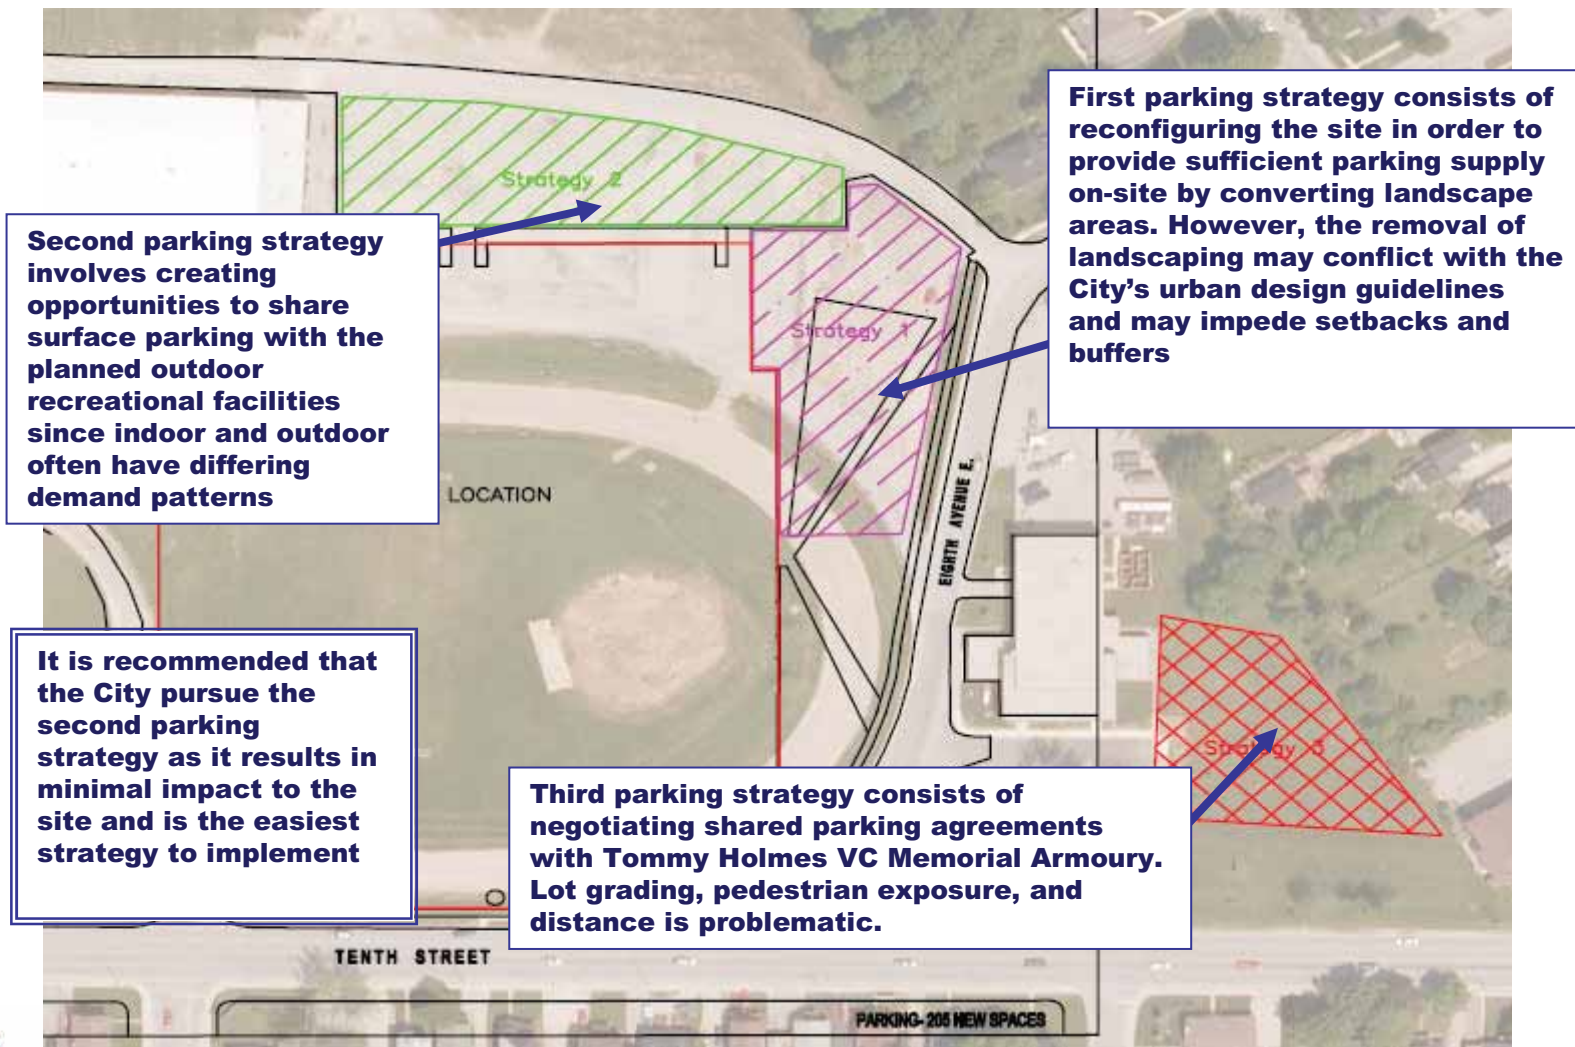 First parking strategy consists of
reconfiguring the site in order to
provide sufficient parking supply
on-site by converting landscape
areas. However, the removal of
landscaping may conflict with the
City’s urban design guidelines
and may impede setbacks and
buffers
Strategy 2
Second parking strategy
involves creating
opportunities to share
surface parking with the
planned outdoor
recreational facilities
since indoor and outdoor
often have differing
demand patterns
Strategy 1
LOCATION
EIGHTH AVENUE E.
It is recommended that
the City pursue the
second parking
strategy as it results in
minimal impact to the
site and is the easiest
strategy to implement
Strategy 3
Third parking strategy consists of
negotiating shared parking agreements
with Tommy Holmes VC Memorial Armoury.
Lot grading, pedestrian exposure, and
distance is problematic.
TENTH STREET
PARKING- 205 NEW SPACES